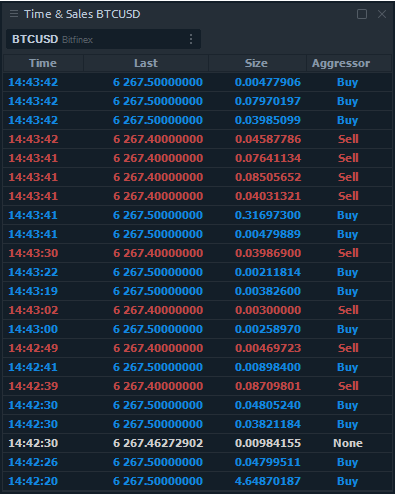 Time & Sales BTCUSD
BTCUSD Bitfinex
Time Last Size Aggressor
14:43:42 6 267.50000000 0.00477906 Buy
14:43:42 6 267.50000000 0.07970197 Buy
14:43:42 6 267.50000000 0.03985099 Buy
14:43:42 6 267.40000000 0.04587786 Sell
14:43:41 6 267.40000000 0.07641134 Sell
14:43:41 6 267.40000000 0.08505652 Sell
14:43:41 6 267.40000000 0.04031321 Sell
14:43:41 6 267.50000000 0.31697300 Buy
14:43:41 6 267.50000000 0.00479889 Buy
14:43:30 6 267.40000000 0.03986900 Sell
14:43:22 6 267.50000000 0.00211814 Buy
14:43:19 6 267.50000000 0.00382600 Buy
14:43:02 6 267.40000000 0.00300000 Sell
14:43:00 6 267.50000000 0.00258970 Buy
14:42:49 6 267.40000000 0.00469723 Sell
14:42:41 6 267.50000000 0.00898400 Buy
14:42:39 6 267.40000000 0.08709801 Sell
14:42:30 6 267.50000000 0.04805240 Buy
14:42:30 6 267.50000000 0.03821184 Buy
14:42:30 6 267.46272902 0.00984155 None
14:42:26 6 267.50000000 0.04799511 Buy
14:42:20 6 267.50000000 4.64870187 Buy